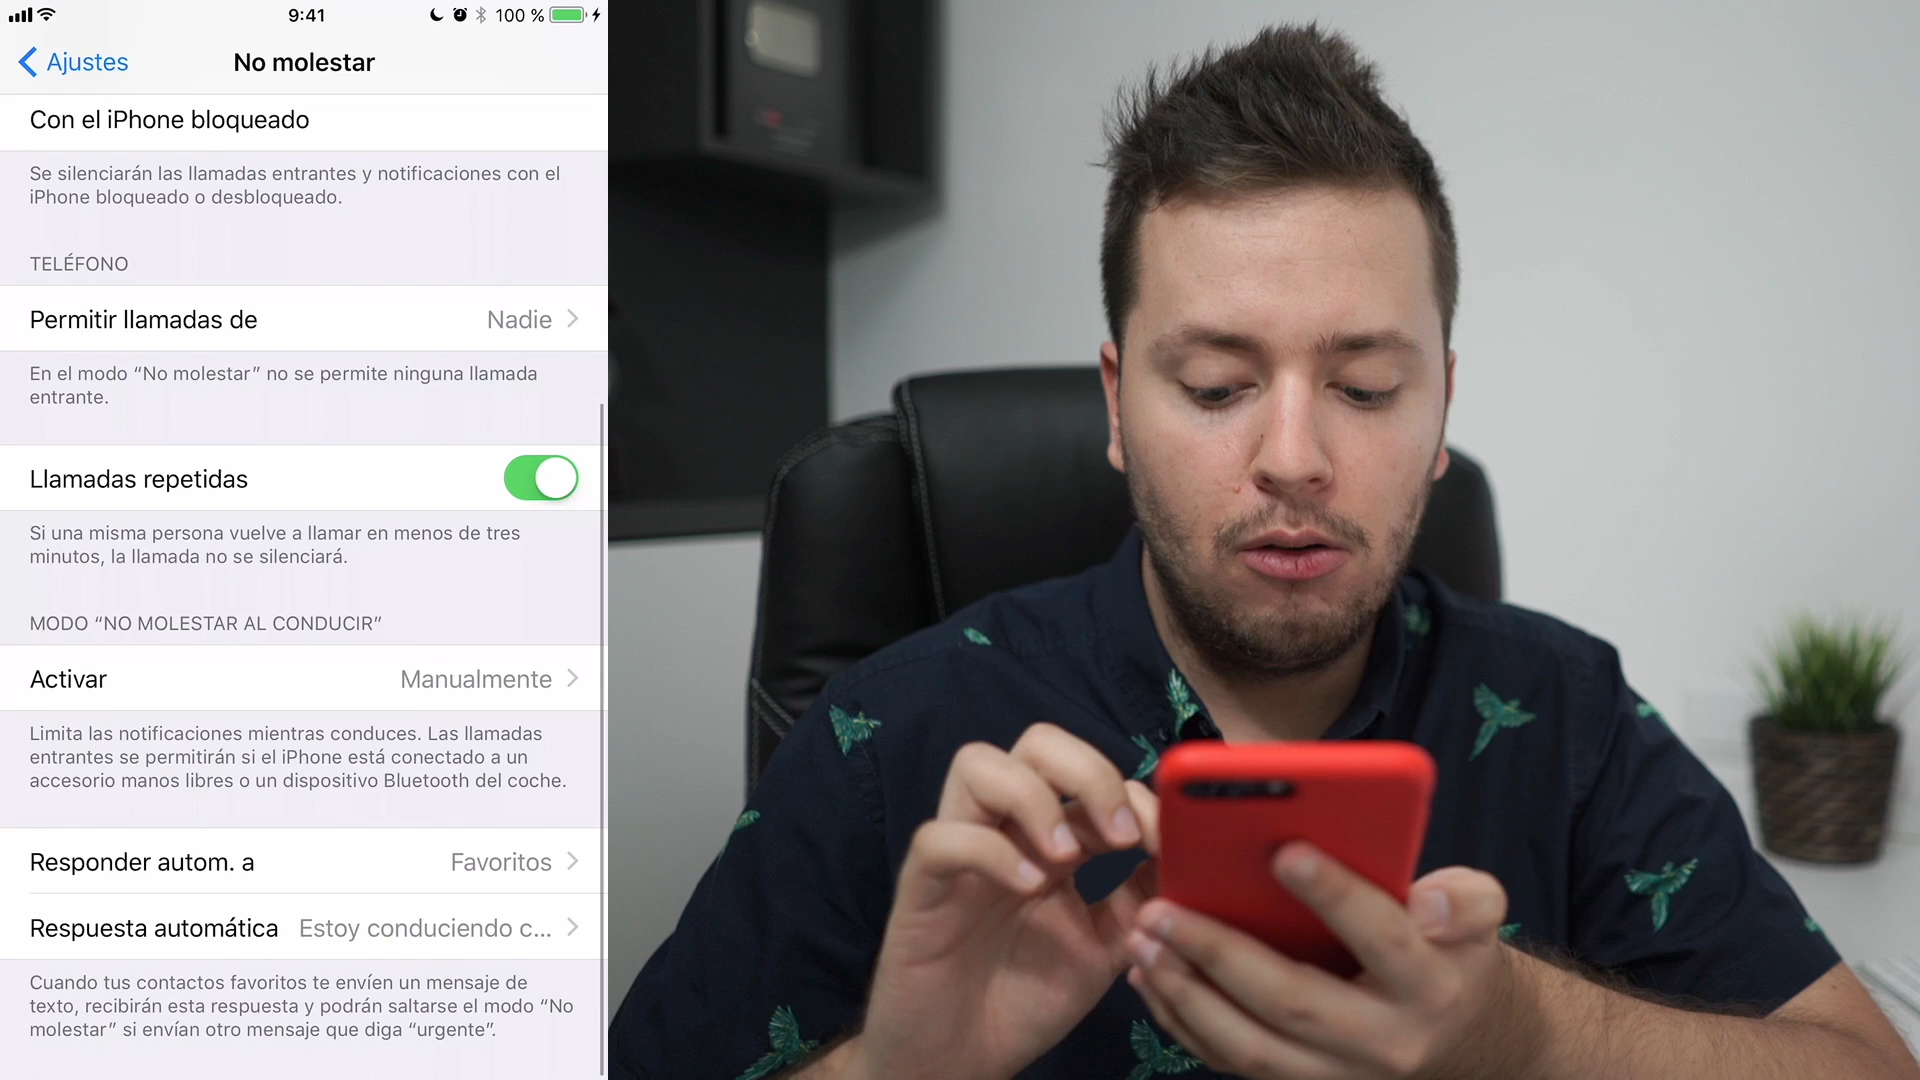 9:41
100 %
Ajustes
No molestar
Con el iPhone bloqueado
Se silenciarán las llamadas entrantes y notificaciones con el
iPhone bloqueado o desbloqueado.
TELÉFONO
Permitir llamadas de
Nadie
En el modo “No molestar” no se permite ninguna llamada
entrante.
Llamadas repetidas
Si una misma persona vuelve a llamar en menos de tres
minutos, la llamada no se silenciará.
MODO “NO MOLESTAR AL CONDUCIR”
Activar
Manualmente
Limita las notificaciones mientras conduces. Las llamadas
entrantes se permitirán si el iPhone está conectado a un
accesorio manos libres o un dispositivo Bluetooth del coche.
Responder autom. a
Favoritos
Respuesta automática
Estoy conduciendo c...
Cuando tus contactos favoritos te envíen un mensaje de
texto, recibirán esta respuesta y podrán saltarse el modo “No
molestar” si envían otro mensaje que diga “urgente”.